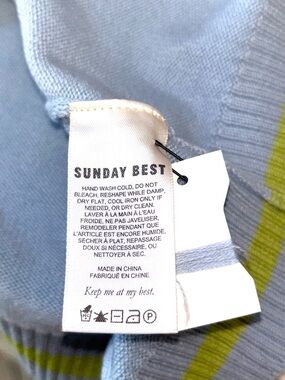 SUNDAY BEST
HAND WASH COLD, DO NOT
BLEACH, RESHAPE WHILE DAMP,
DRY FLAT, COOL IRON ONLY IF
NEEDED, OR DRY CLEAN.
LAVER À LA MAIN À L'EAU
FROIDE, NE PAS JAVELISER,
REMODELER PENDANT QUE
L'ARTICLE EST ENCORE HUMIDE,
SÉCHER À PLAT, REPASSAGE
DOUX SI NÉCESSAIRE, OU
NETTOYER À SEC.
MADE IN CHINA
FABRIQUÉ EN CHINE
Keep me at my best.